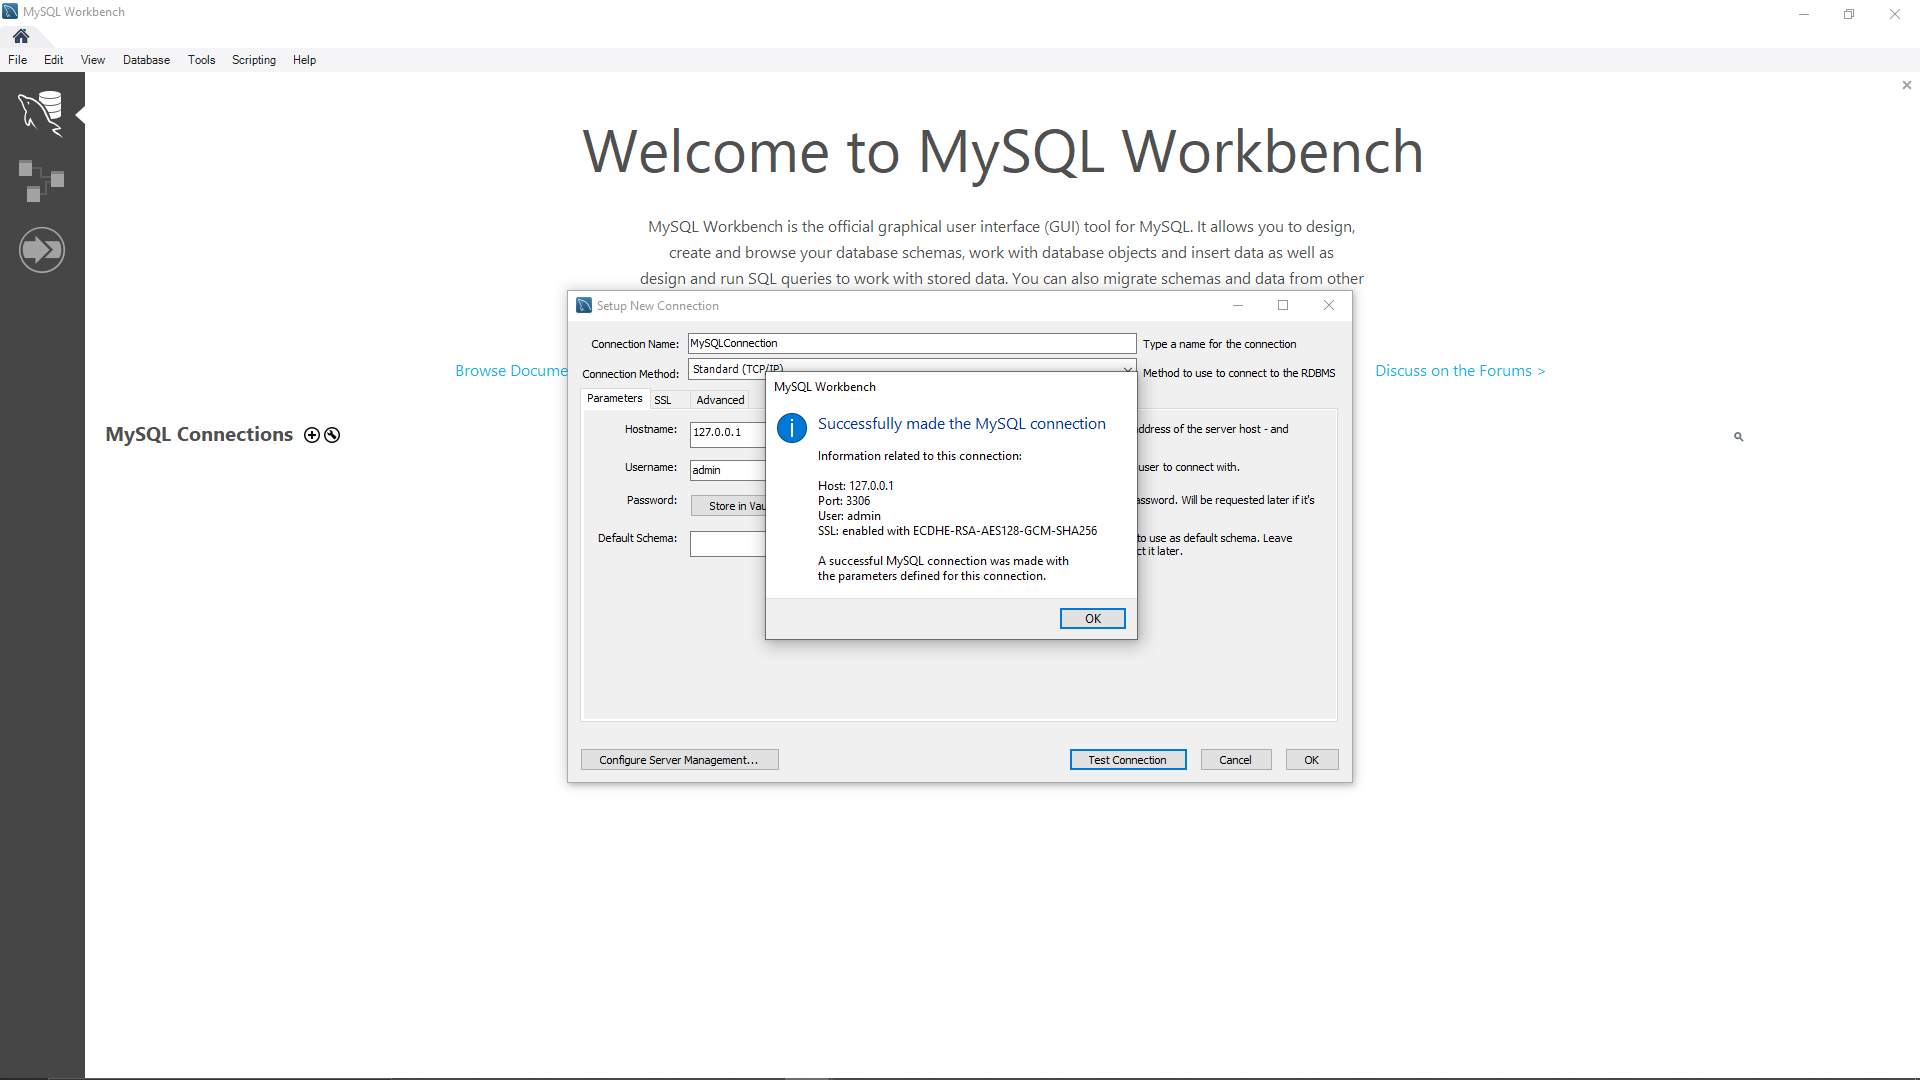 MySQL Workbench
File Edit View Database Tools Scripting Help
Welcome to MySQL Workbench
MySQL Workbench is the official graphical user interface (GUI) tool for MySQL. It allows you to design,
create and browse your database schemas, work with database objects and insert data as well as
design and run SQL queries to work with stored data. You can also migrate schemas and data from other
Browse Docume
Discuss on the Forums >
MySQL Connections
Setup New Connection
Connection Name: MySQLConnection Type a name for the connection
Connection Method: Standard (TCP/IP) Method to use to connect to the RDBMS
Parameters SSL Advanced
Hostname: 127.0.0.1 ddress of the server host - and
Username: admin user to connect with.
Password: Store in Vau assword. Will be requested later if it's
Default Schema: to use as default schema. Leave
ct it later.
MySQL Workbench
Successfully made the MySQL connection
Information related to this connection:
Host: 127.0.0.1
Port: 3306
User: admin
SSL: enabled with ECDHE-RSA-AES128-GCM-SHA256
A successful MySQL connection was made with
the parameters defined for this connection.
OK
Configure Server Management... Test Connection Cancel OK